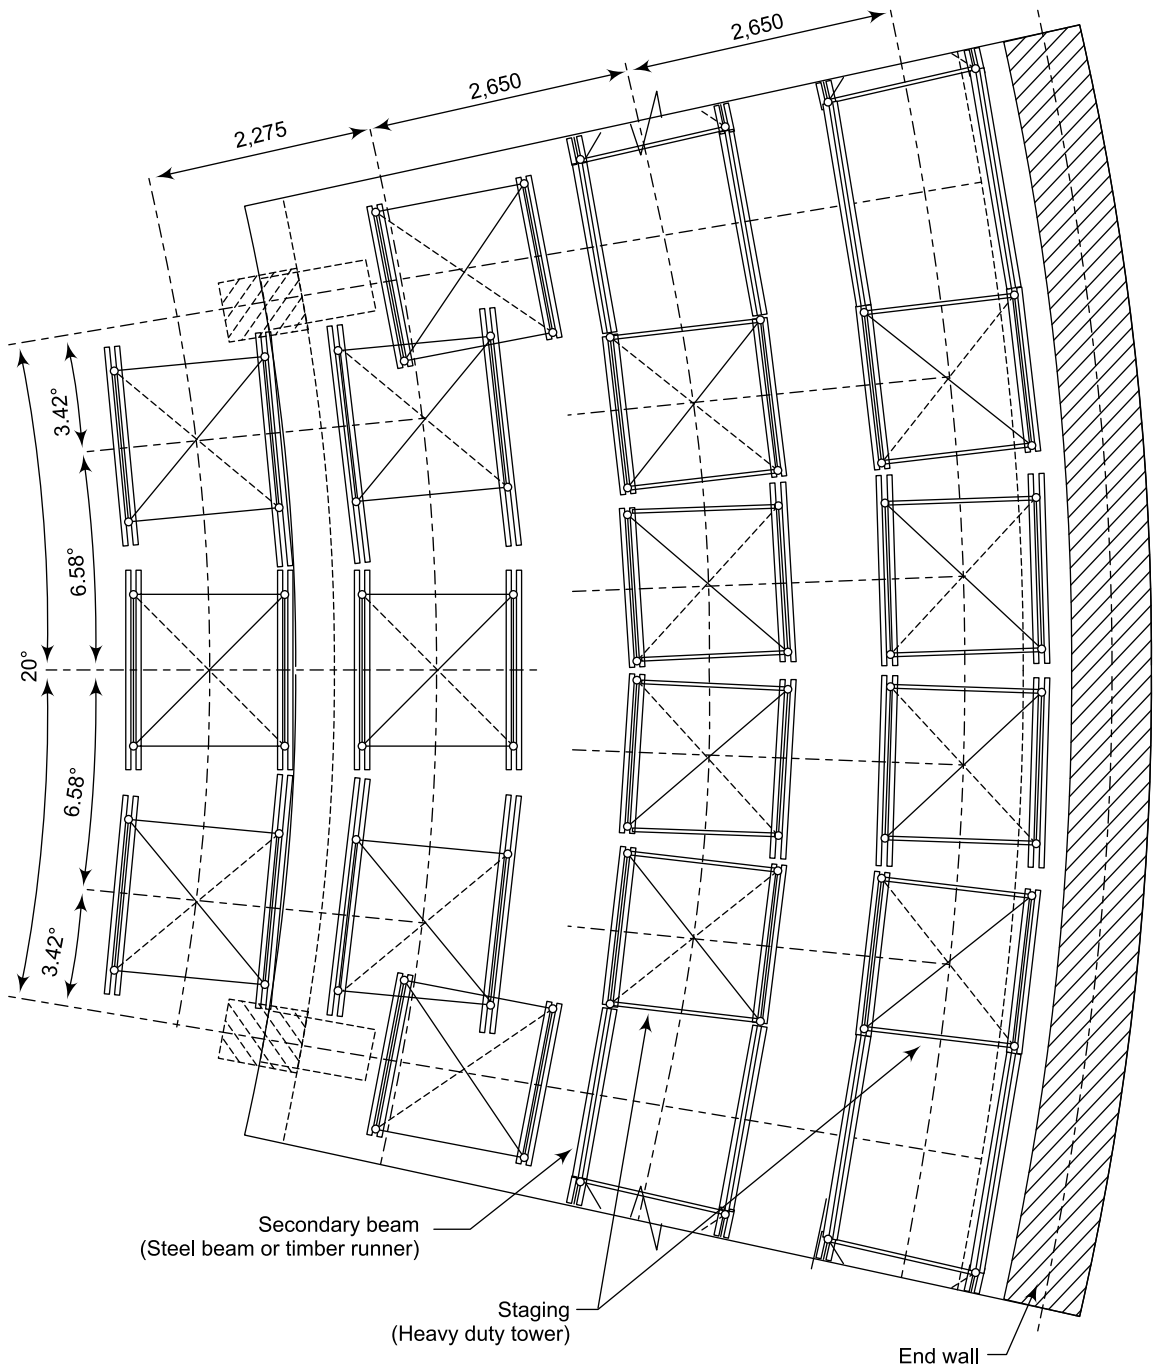 2,650
2,650
2,275
3.42°
6.58°
20°
6.58°
3.42°
Secondary beam
(Steel beam or timber runner)
Staging
(Heavy duty tower)
End wall